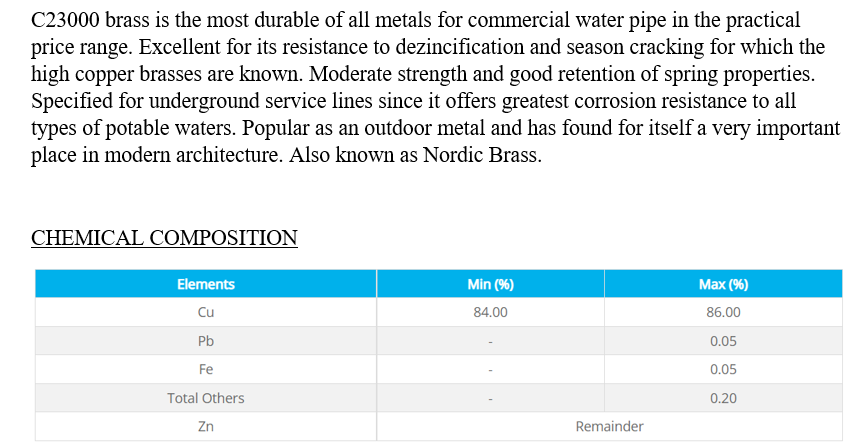 C23000 brass is the most durable of all metals for commercial water pipe in the practical
price range. Excellent for its resistance to dezincification and season cracking for which the
high copper brasses are known. Moderate strength and good retention of spring properties.
Specified for underground service lines since it offers greatest corrosion resistance to all
types of potable waters. Popular as an outdoor metal and has found for itself a very important
place in modern architecture. Also known as Nordic Brass.
CHEMICAL COMPOSITION
Elements Min (%) Max (%)
Cu 84.00 86.00
Pb - 0.05
Fe - 0.05
Total Others - 0.20
Zn Remainder